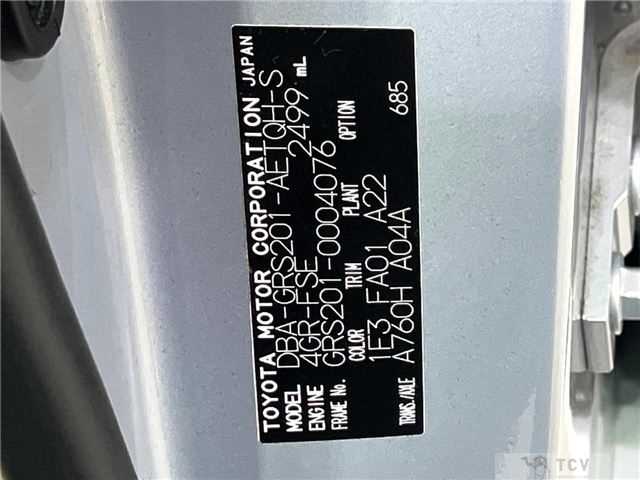 TOYOTA MOTOR CORPORATION JAPAN
MODEL DBA-GRS201-AETQH-S
ENGINE 4GR-FSE 2499 mL
FRAME No. GRS201-0004076
COLOR TRIM PLANT OPTION
1E3 FA01 A22
TRANS./AXLE A760H A04A 685
TCV